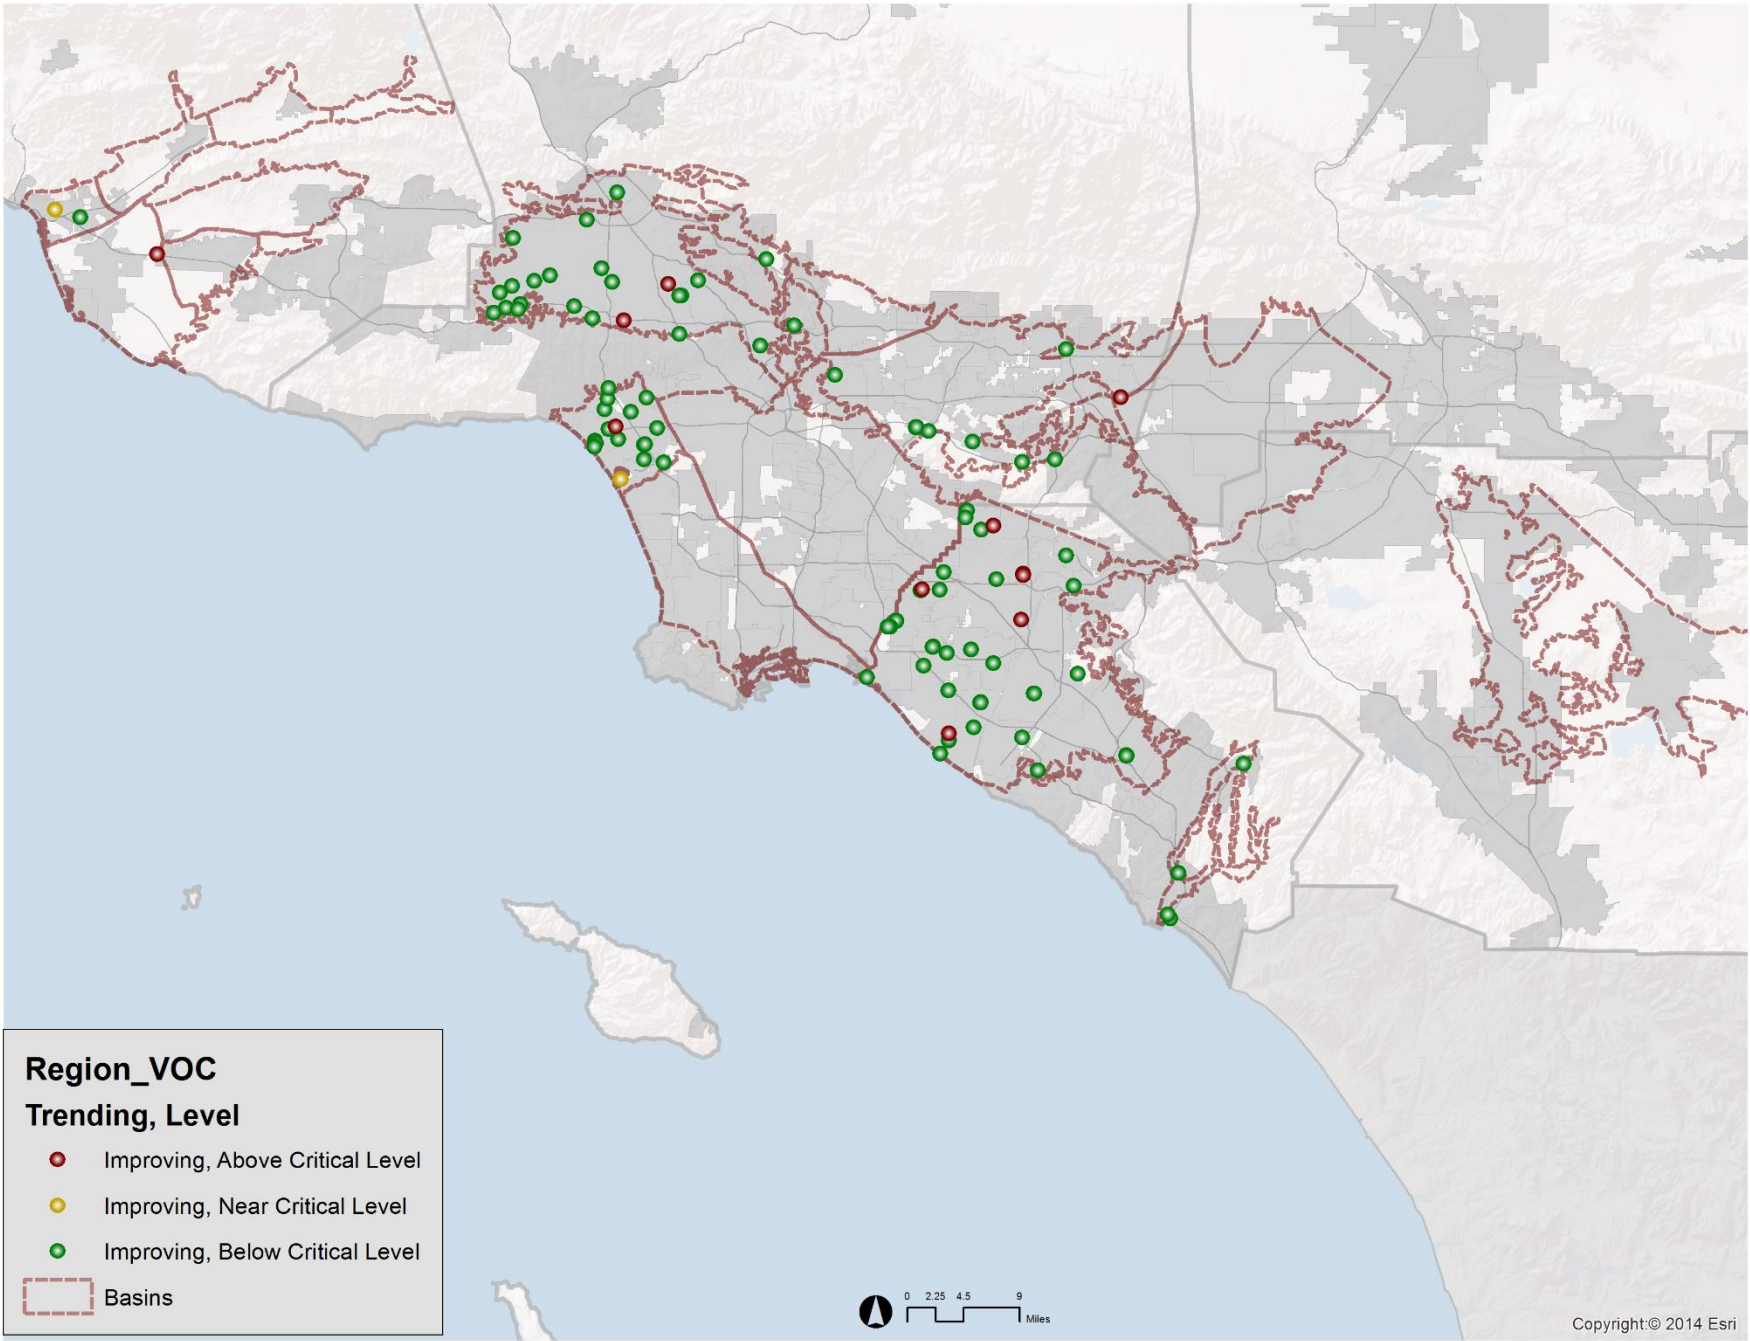 Region_VOC
Trending, Level
Improving, Above Critical Level
Improving, Near Critical Level
Improving, Below Critical Level
Basins
0 2.25 4.5 9
Miles
Copyright:© 2014 Esri